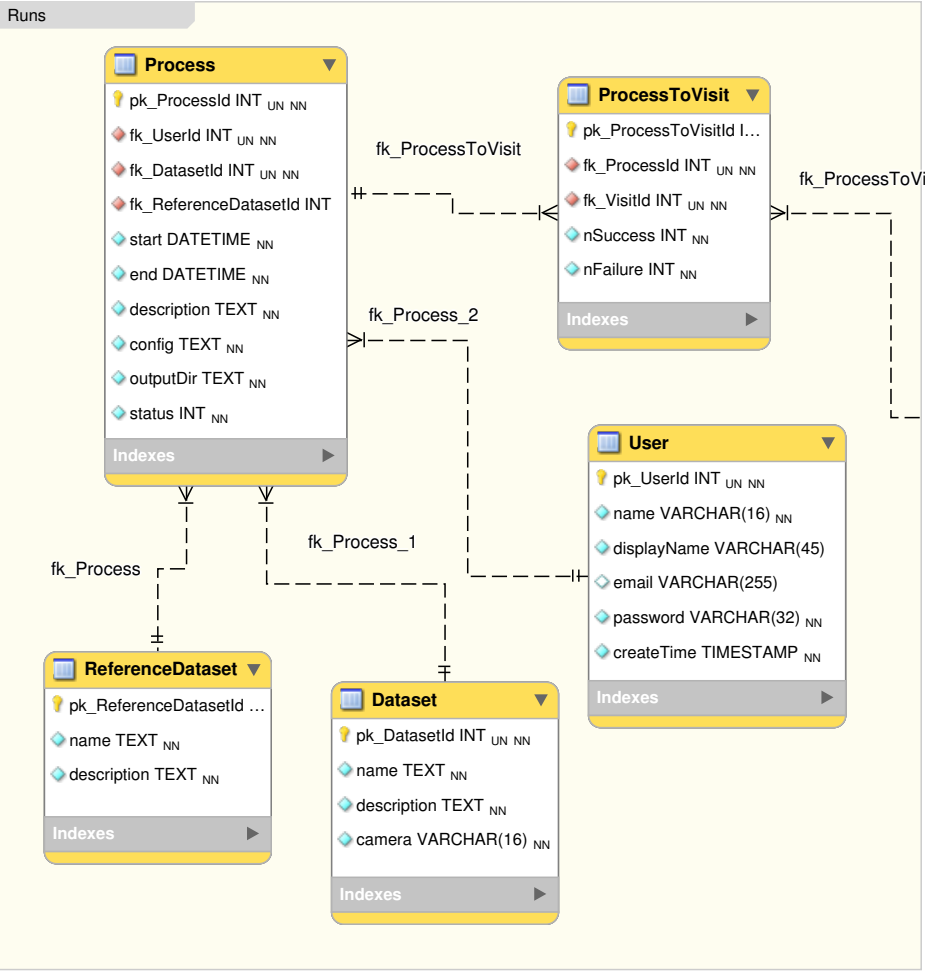 Runs
Process
pk_ProcessId INT UN NN
fk_UserId INT UN NN
fk_DatasetId INT UN NN
fk_ReferenceDatasetId INT
start DATETIME NN
end DATETIME NN
description TEXT NN
config TEXT NN
outputDir TEXT NN
status INT NN
Indexes
fk_ProcessToVisit
ProcessToVisit
pk_ProcessToVisitId I...
fk_ProcessId INT UN NN
fk_VisitId INT UN NN
nSuccess INT NN
nFailure INT NN
Indexes
fk_ProcessToVi
fk_Process_2
User
pk_UserId INT UN NN
name VARCHAR(16) NN
displayName VARCHAR(45)
email VARCHAR(255)
password VARCHAR(32) NN
createTime TIMESTAMP NN
Indexes
fk_Process_1
fk_Process
ReferenceDataset
pk_ReferenceDatasetId ...
name TEXT NN
description TEXT NN
Indexes
Dataset
pk_DatasetId INT UN NN
name TEXT NN
description TEXT NN
camera VARCHAR(16) NN
Indexes